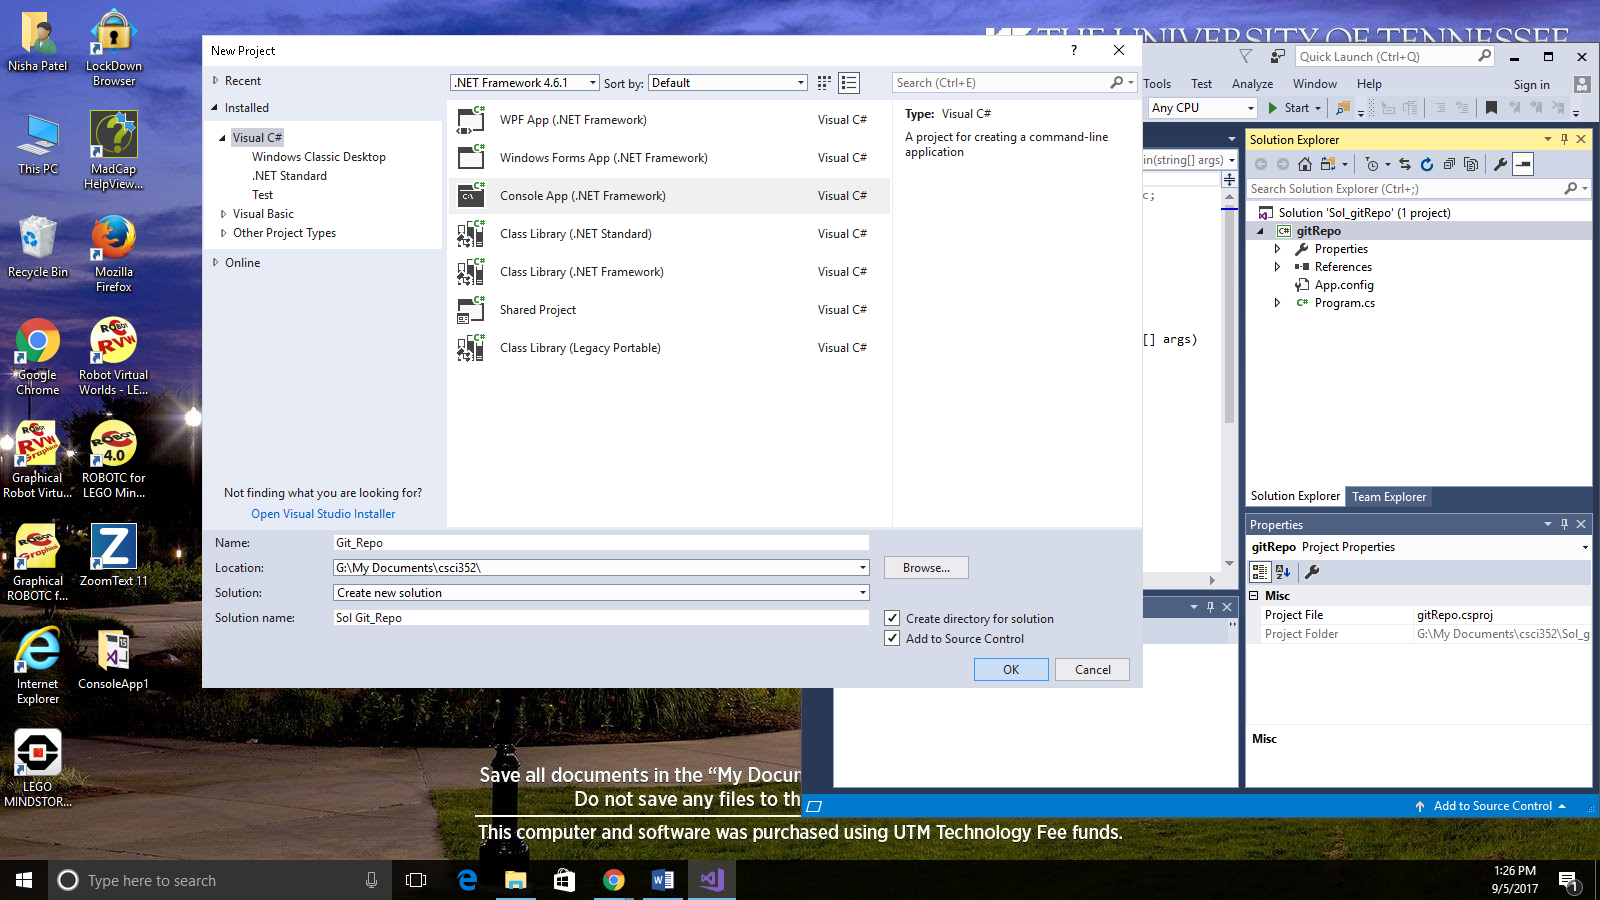 Nisha Patel
LockDown
Browser
This PC
MadCap
HelpView...
Recycle Bin
Mozilla
Firefox
Google
Chrome
Robot Virtual
Worlds - LE...
Graphical
Robot Virtu...
ROBOTC for
LEGO Min...
Graphical
ROBOTC f...
ZoomText 11
Internet
Explorer
ConsoleApp1
LEGO
MINDSTOR...
THE UNIVERSITY OF TENNESSEE
New Project
Recent
Installed
Visual C#
Windows Classic Desktop
.NET Standard
Test
Visual Basic
Other Project Types
Online
Not finding what you are looking for?
Open Visual Studio Installer
.NET Framework 4.6.1
Sort by: Default
Search (Ctrl+E)
WPF App (.NET Framework) Visual C#
Windows Forms App (.NET Framework) Visual C#
Console App (.NET Framework) Visual C#
Class Library (.NET Standard) Visual C#
Class Library (.NET Framework) Visual C#
Shared Project Visual C#
Class Library (Legacy Portable) Visual C#
Type: Visual C#
A project for creating a command-line
application
Name: Git_Repo
Location: G:\My Documents\csci352\
Browse...
Solution: Create new solution
Solution name: Sol Git_Repo
Create directory for solution
Add to Source Control
OK Cancel
Quick Launch (Ctrl+Q)
Tools Test Analyze Window Help
Sign in
Any CPU Start
in(string[] args)
c;
[] args)
Solution Explorer
Search Solution Explorer (Ctrl+;)
Solution 'Sol_gitRepo' (1 project)
gitRepo
Properties
References
App.config
Program.cs
Solution Explorer Team Explorer
Properties
gitRepo Project Properties
Misc
Project File gitRepo.csproj
Project Folder G:\My Documents\csci352\Sol_g
Misc
Add to Source Control
Save all documents in the “My Docum
Do not save any files to th
This computer and software was purchased using UTM Technology Fee funds.
Type here to search
1:26 PM
9/5/2017
1